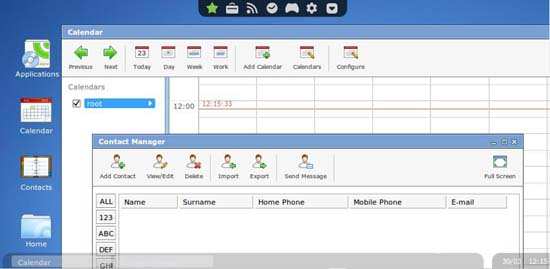 Calendar
Previous Next 23 Today Day Week Work Add Calendar Calendars Configure
Applications
Calendars
root
12:00 12:15:33
Calendar
Contact Manager
Add Contact View/Edit Delete Import Export Send Message Full Screen
Contacts
ALL Name Surname Home Phone Mobile Phone E-mail
123
ABC
Home
DEF
GHI
Calendar 30/03 12:15